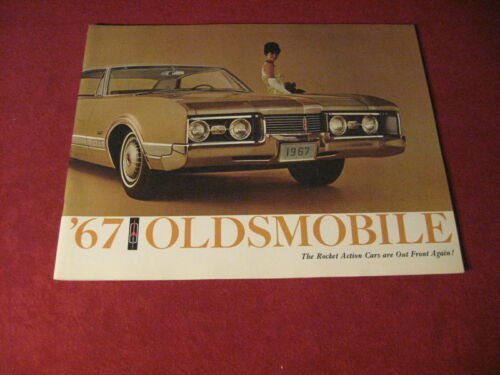 1967
'67 OLDSMOBILE
The Rocket Action Cars are Out Front Again!